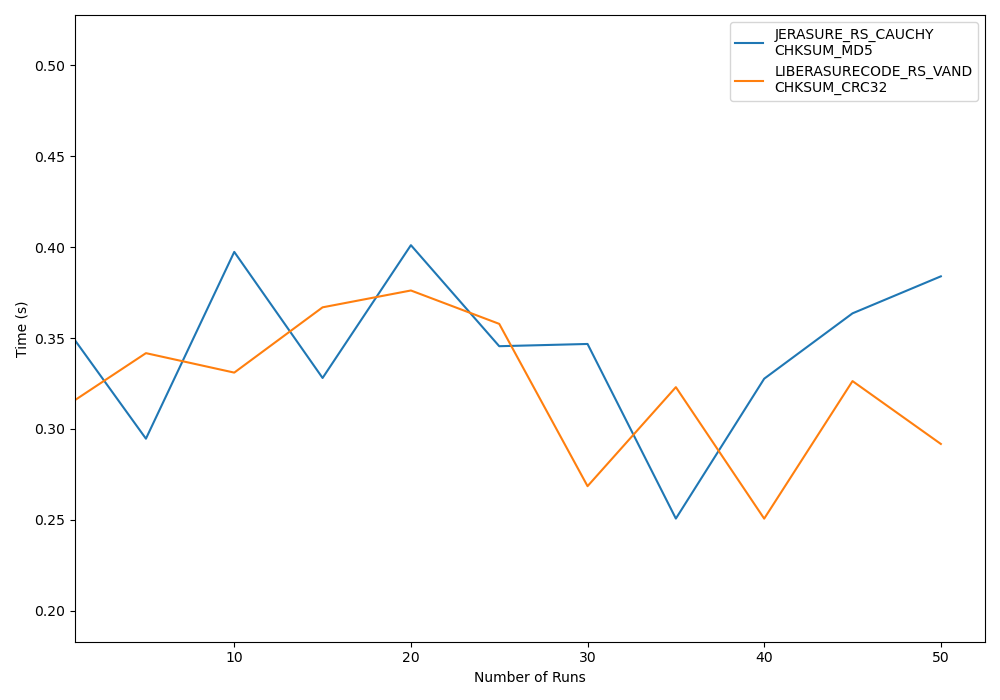 JERASURE_RS_CAUCHY
CHKSUM_MD5
LIBERASURECODE_RS_VAND
CHKSUM_CRC32
0.50
0.45
0.40
0.35
0.30
0.25
0.20
Time (s)
10 20 30 40 50
Number of Runs